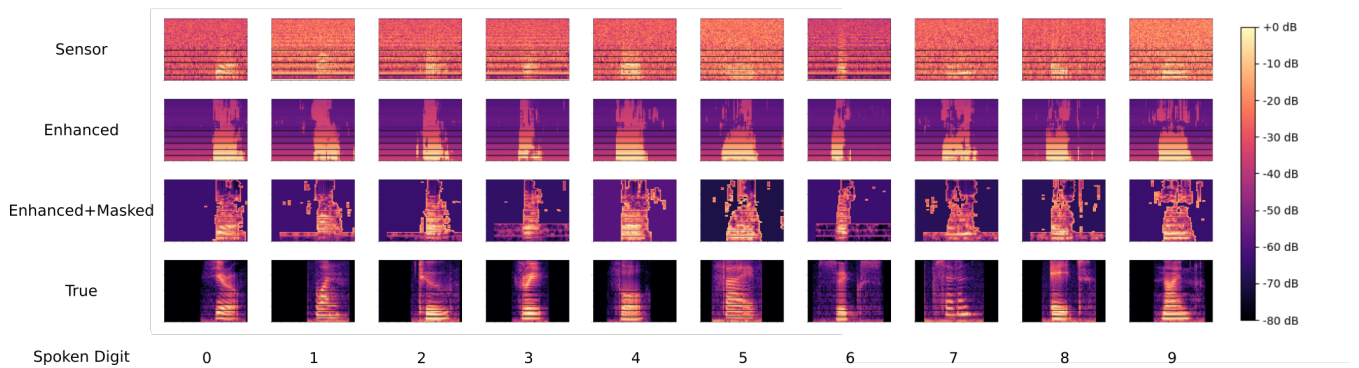 Sensor
Enhanced
Enhanced+Masked
True
Spoken Digit 0 1 2 3 4 5 6 7 8 9
+0 dB
-10 dB
-20 dB
-30 dB
-40 dB
-50 dB
-60 dB
-70 dB
-80 dB